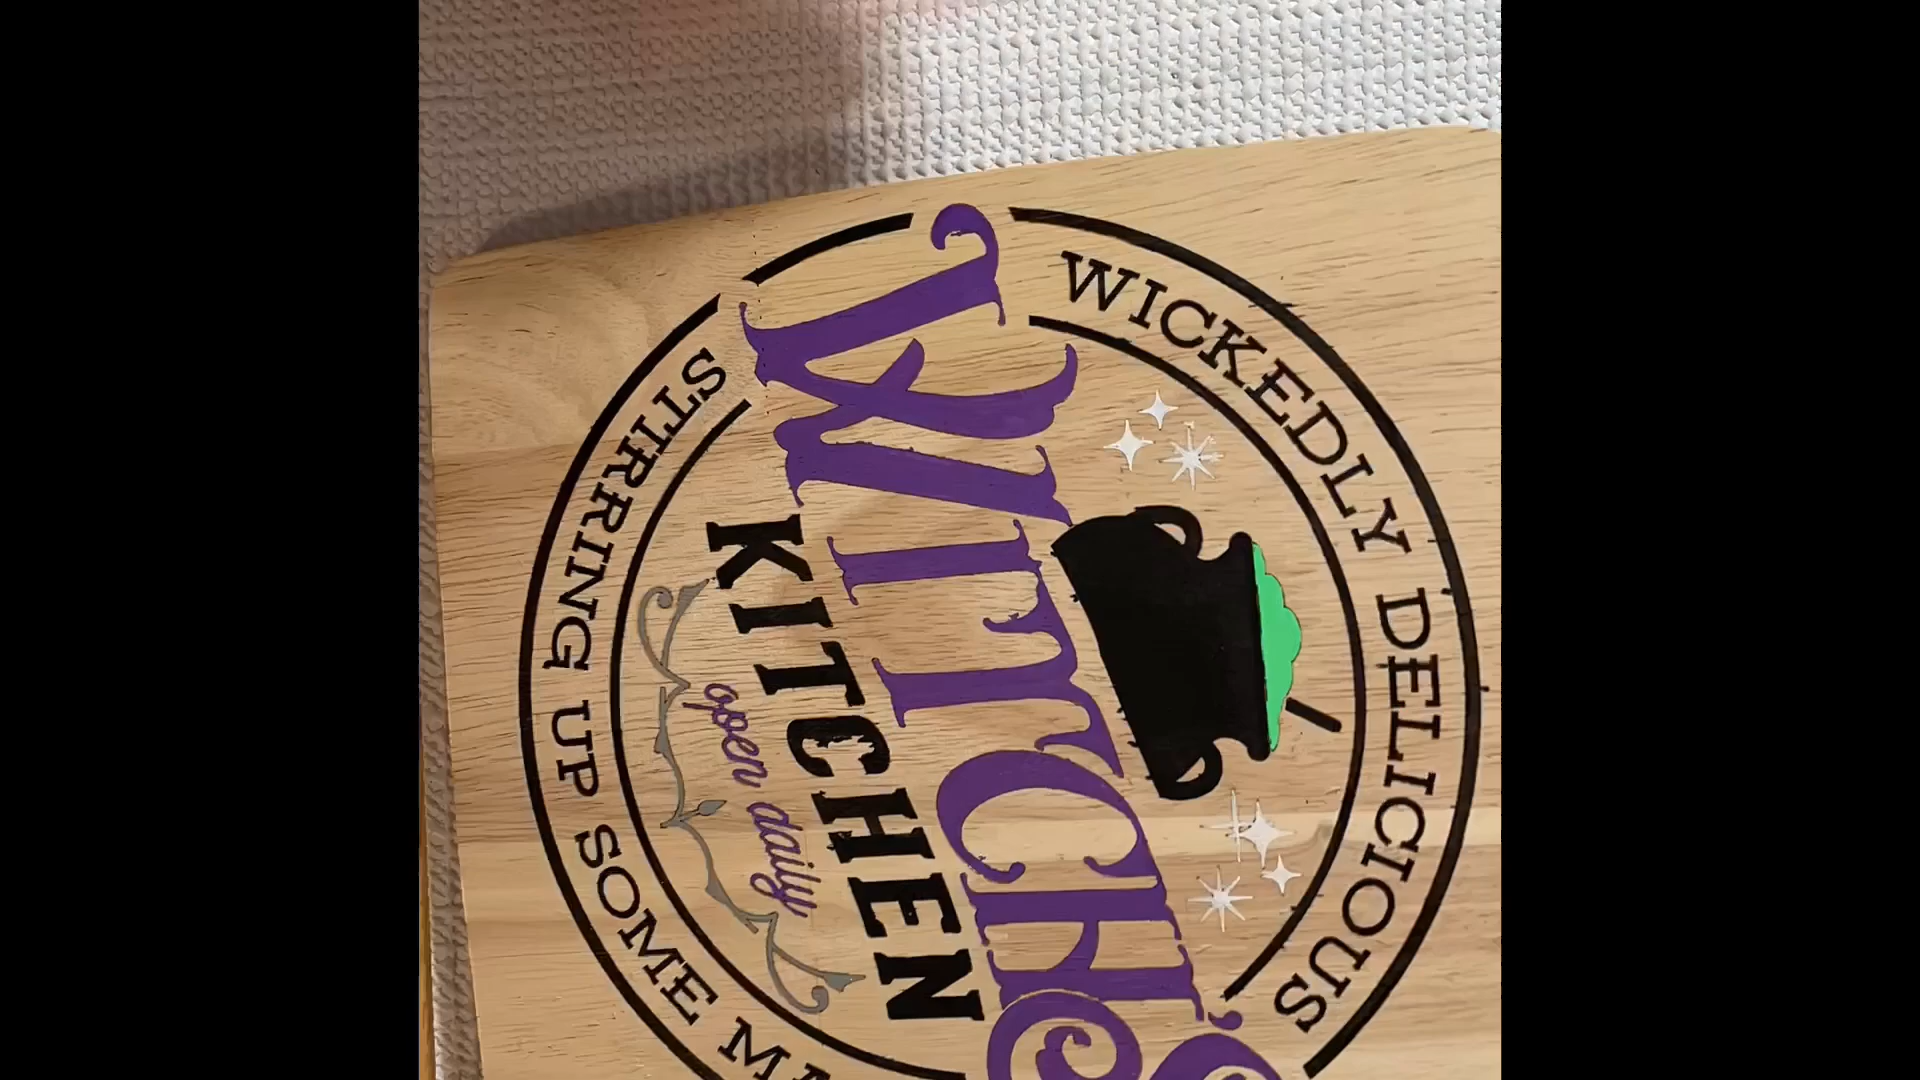 WICKEDLY DELICIOUS
WITCH'S
KITCHEN
open daily
STIRRING UP SOME